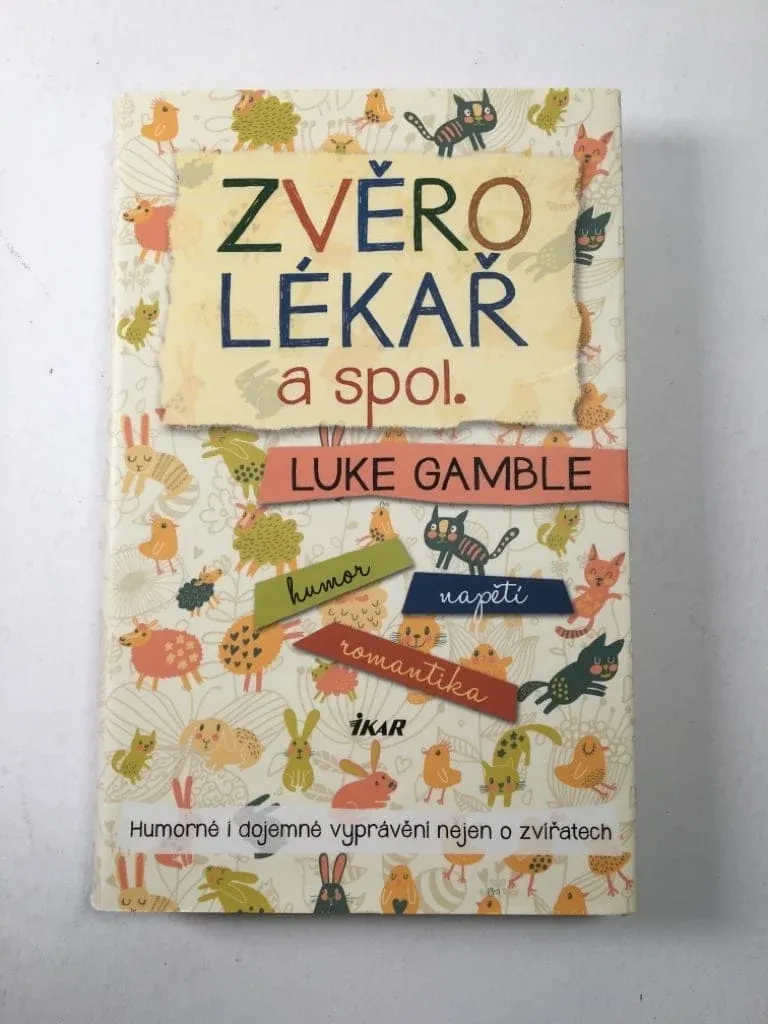 ZVĚRO
LÉKAŘ
a spol.
LUKE GAMBLE
humor
napětí
romantika
IKAR
Humorné i dojemné vyprávění nejen o zvířatech